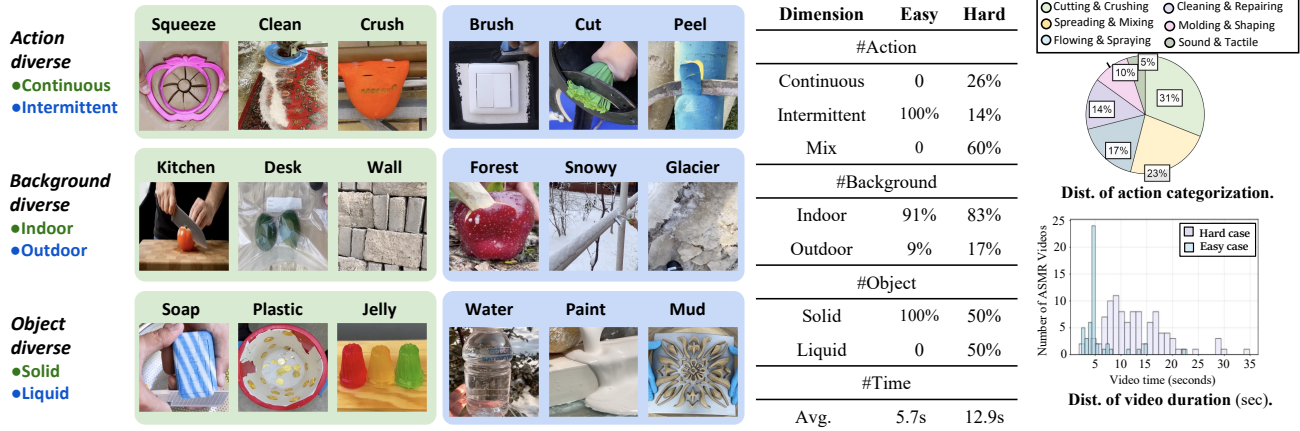 Action
diverse
●Continuous
●Intermittent
Squeeze Clean Crush
Brush Cut Peel
Background
diverse
●Indoor
●Outdoor
Kitchen Desk Wall
Forest Snowy Glacier
Object
diverse
●Solid
●Liquid
Soap Plastic Jelly
Water Paint Mud
Dimension Easy Hard
#Action
Continuous 0 26%
Intermittent 100% 14%
Mix 0 60%
#Background
Indoor 91% 83%
Outdoor 9% 17%
#Object
Solid 100% 50%
Liquid 0 50%
#Time
Avg. 5.7s 12.9s
Cutting & Crushing Cleaning & Repairing
Spreading & Mixing Molding & Shaping
Flowing & Spraying Sound & Tactile
5%
10%
31%
14%
17%
23%
Dist. of action categorization.
Number of ASMR Videos
25
20
15
10
5
0
Hard case
Easy case
5 10 15 20 25 30 35
Video time (seconds)
Dist. of video duration (sec).